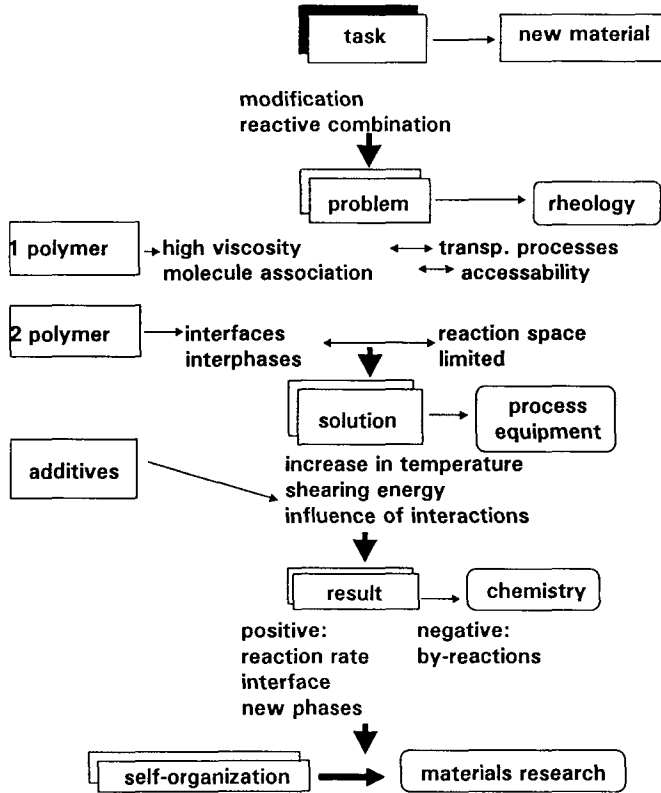 task
new material
modification
reactive combination
problem
rheology
1 polymer
high viscosity
transp. processes
molecule association
accessability
2 polymer
interfaces
reaction space
interphases
limited
solution
process
equipment
additives
increase in temperature
shearing energy
influence of interactions
result
chemistry
positive:
negative:
reaction rate
by-reactions
interface
new phases
self-organization
materials research